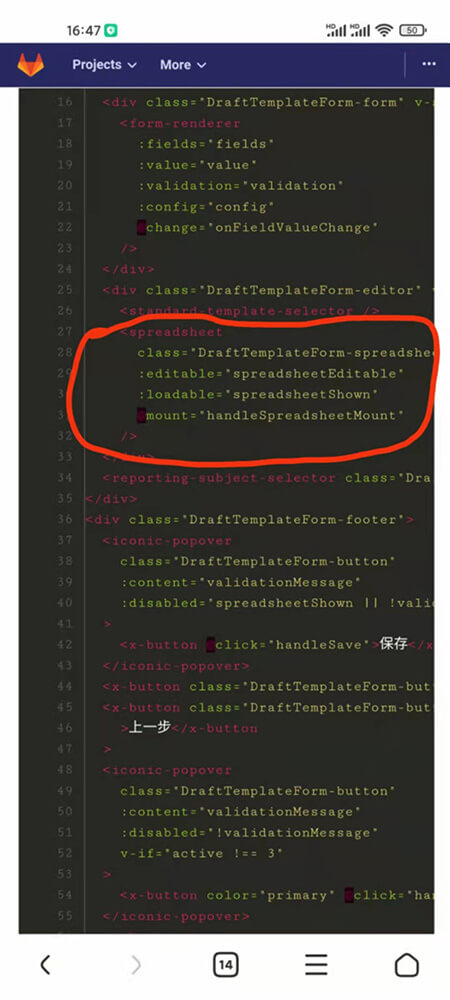 16:47
HD
HD
50
Projects
More
16 <div class="DraftTemplateForm-form" v-
17 <form-renderer
18 :fields="fields"
19 :value="value"
20 :validation="validation"
21 :config="config"
22 @change="onFieldValueChange"
23 />
24 </div>
25 <div class="DraftTemplateForm-editor"
26 <standard-template-selector />
27 <spreadsheet
28 class="DraftTemplateForm-spreadshe
29 :editable="spreadsheetEditable"
:loadable="spreadsheetShown"
@mount="handleSpreadsheetMount"
32 />
33 </div>
34 <reporting-subject-selector class="Dra
35 </div>
36 <div class="DraftTemplateForm-footer">
37 <iconic-popover
38 class="DraftTemplateForm-button"
39 :content="validationMessage"
40 :disabled="spreadsheetShown || !valid
41 >
42 <x-button @click="handleSave">保存</x
43 </iconic-popover>
44 <x-button class="DraftTemplateForm-but
45 <x-button class="DraftTemplateForm-but
46 >上一步</x-button
47 >
48 <iconic-popover
49 class="DraftTemplateForm-button"
50 :content="validationMessage"
51 :disabled="!validationMessage"
52 v-if="active !== 3"
53 >
54 <x-button color="primary" @click="han
55 </iconic-popover>
14